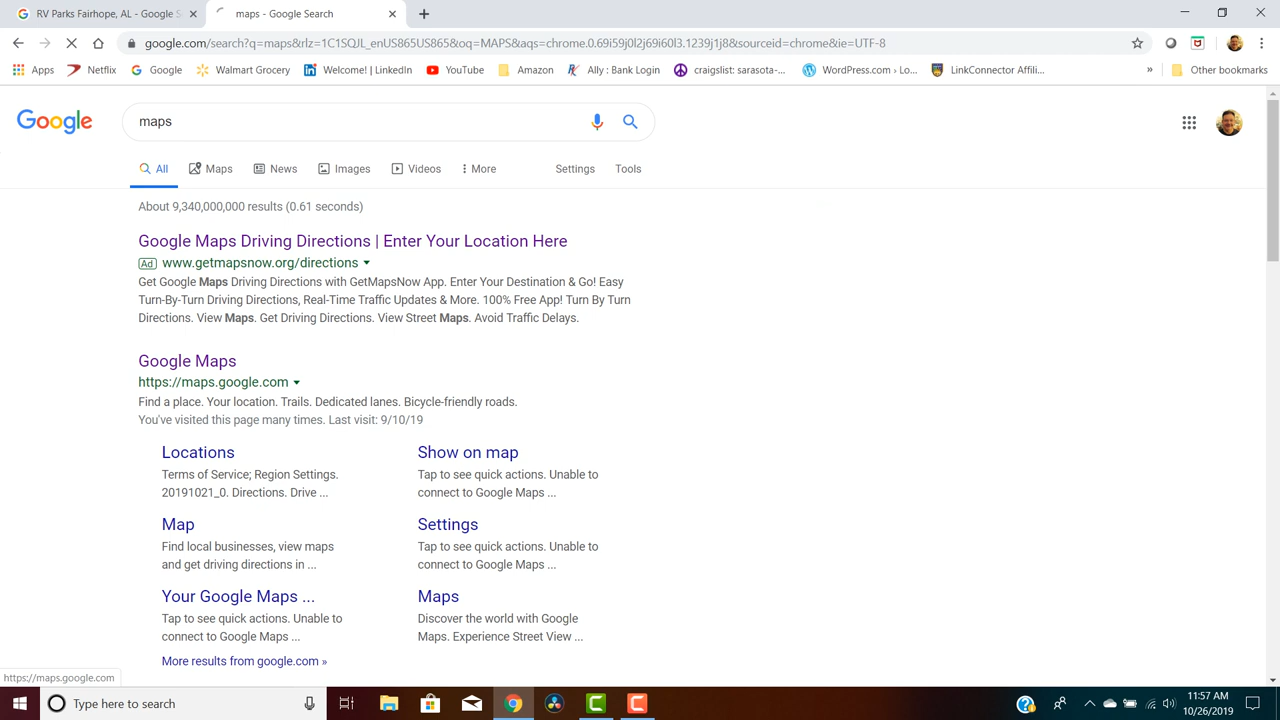 RV Parks Fairhope, AL - Google S
maps - Google Search
google.com/search?q=maps&rlz=1C1SQJL_enUS865US865&oq=MAPS&aqs=chrome.0.69i59j0l2j69i60l3.1239j1j8&sourceid=chrome&ie=UTF-8
Apps Netflix Google Walmart Grocery Welcome! | LinkedIn YouTube Amazon Ally : Bank Login craigslist: sarasota-... WordPress.com › Lo... LinkConnector Affili... » Other bookmarks
Google
maps
All Maps News Images Videos More Settings Tools
About 9,340,000,000 results (0.61 seconds)
Google Maps Driving Directions | Enter Your Location Here
Ad www.getmapsnow.org/directions
Get Google Maps Driving Directions with GetMapsNow App. Enter Your Destination & Go! Easy
Turn-By-Turn Driving Directions, Real-Time Traffic Updates & More. 100% Free App! Turn By Turn
Directions. View Maps. Get Driving Directions. View Street Maps. Avoid Traffic Delays.
Google Maps
https://maps.google.com
Find a place. Your location. Trails. Dedicated lanes. Bicycle-friendly roads.
You've visited this page many times. Last visit: 9/10/19
Locations
Terms of Service; Region Settings.
20191021_0. Directions. Drive ...
Show on map
Tap to see quick actions. Unable to
connect to Google Maps ...
Map
Find local businesses, view maps
and get driving directions in ...
Settings
Tap to see quick actions. Unable to
connect to Google Maps ...
Your Google Maps ...
Tap to see quick actions. Unable to
connect to Google Maps ...
Maps
Discover the world with Google
Maps. Experience Street View ...
More results from google.com »
https://maps.google.com
Type here to search
11:57 AM
10/26/2019